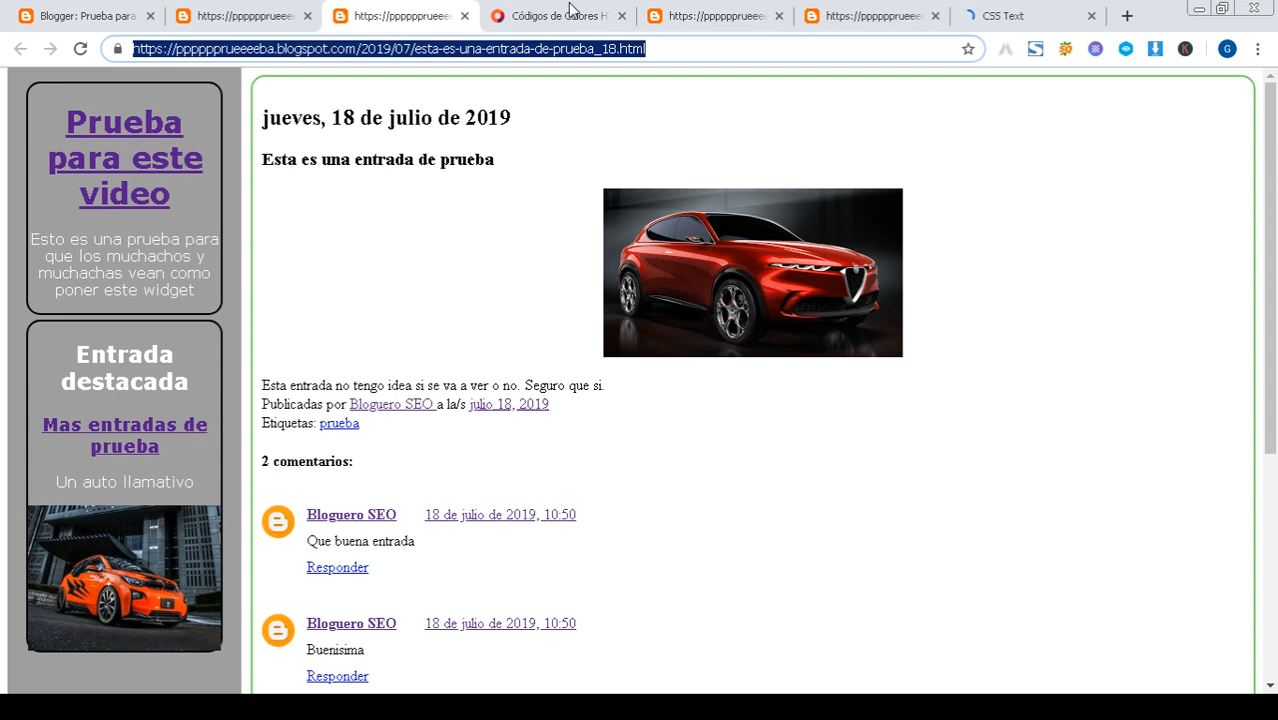 Blogger: Prueba para
https://pppppprueee
https://pppppprueee
Códigos de Colores H
https://pppppprueee
https://pppppprueee
CSS Text
https://ppppppprueeeeba.blogspot.com/2019/07/esta-es-una-entrada-de-prueba_18.html
G
Prueba
para este
video
Esto es una prueba para
que los muchachos y
muchachas vean como
poner este widget
Entrada
destacada
Mas entradas de
prueba
Un auto llamativo
jueves, 18 de julio de 2019
Esta es una entrada de prueba
Esta entrada no tengo idea si se va a ver o no. Seguro que si.
Publicadas por Bloguero SEO a la/s julio 18, 2019
Etiquetas: prueba
2 comentarios:
Bloguero SEO 18 de julio de 2019, 10:50
Que buena entrada
Responder
Bloguero SEO 18 de julio de 2019, 10:50
Buenisima
Responder